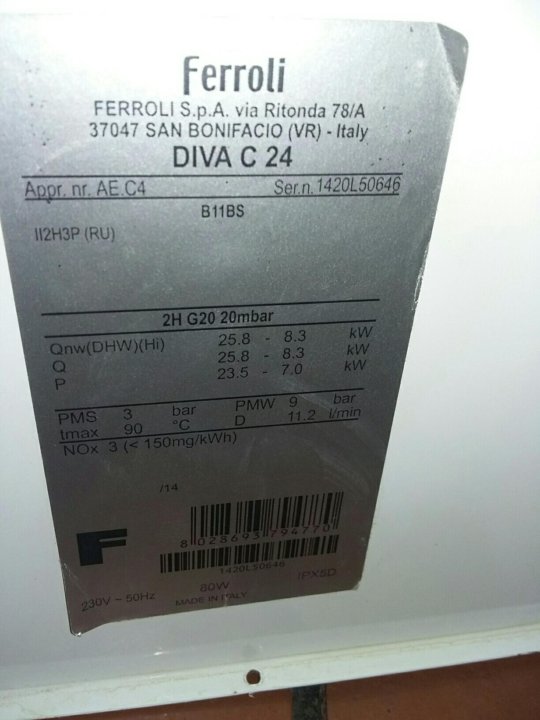 Ferroli
FERROLI S.p.A. via Ritonda 78/A
37047 SAN BONIFACIO (VR) - Italy
DIVA C 24
Appr. nr. AE.C4 Ser.n. 1420L50646
B11BS
II2H3P (RU)
2H G20 20mbar
Qnw(DHW)(Hi) 25.8 - 8.3 kW
Q 25.8 - 8.3 kW
P 23.5 - 7.0 kW
PMS 3 bar PMW 9 bar
tmax 90 °C D 11.2 l/min
NOx 3 (< 150mg/kWh)
/14
8 028693 794770
1420L50646
230V ~ 50Hz 80W IPX5D
MADE IN ITALY